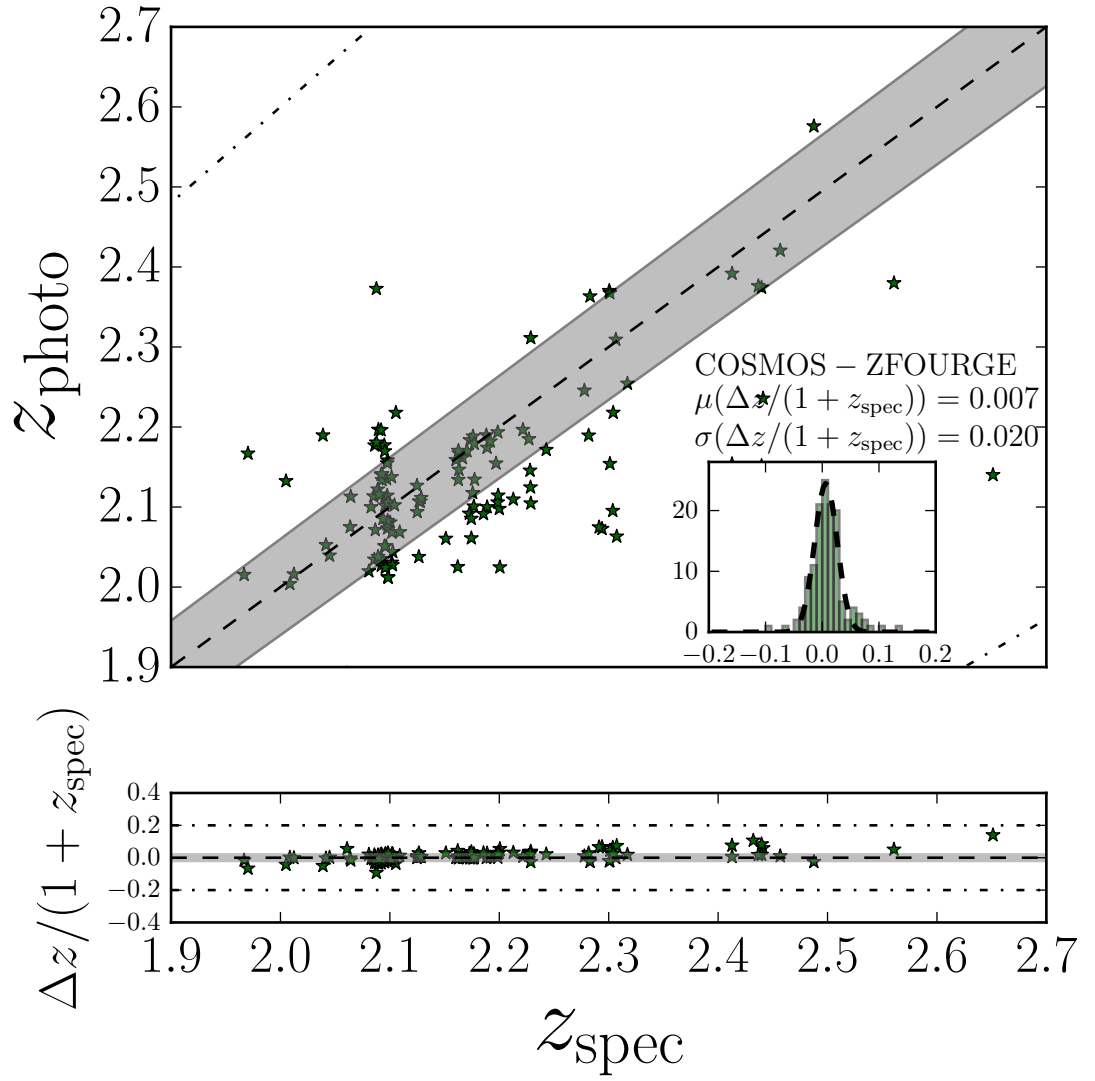 2.7
2.6
2.5
2.4
2.3
2.2
2.1
2.0
1.9
z_photo
COSMOS − ZFOURGE
μ(Δz/(1 + z_spec)) = 0.007
σ(Δz/(1 + z_spec)) = 0.020
20
10
0
−0.2 −0.1 0.0 0.1 0.2
0.4
0.2
0.0
−0.2
−0.4
Δz/(1 + z_spec)
1.9 2.0 2.1 2.2 2.3 2.4 2.5 2.6 2.7
z_spec